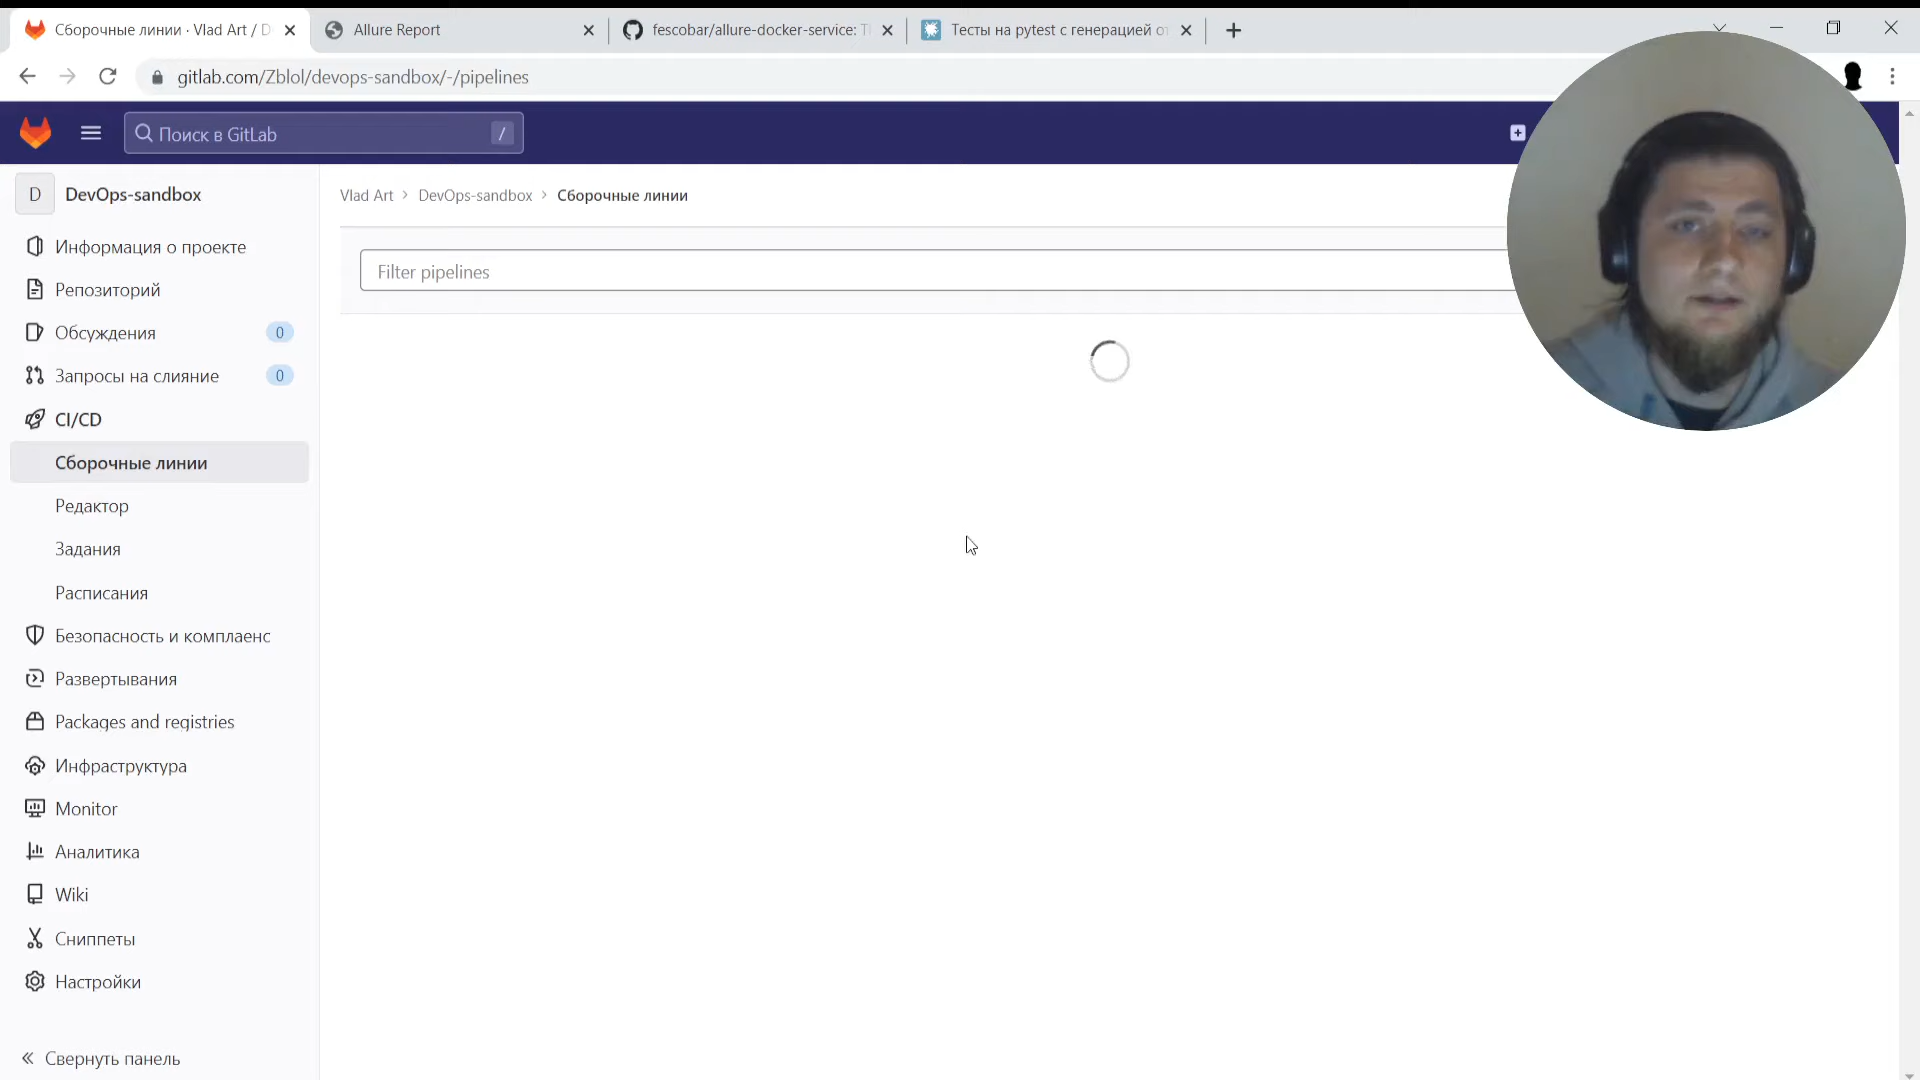 Сборочные линии · Vlad Art / D
Allure Report
fescobar/allure-docker-service: T
Тесты на pytest с генерацией от
gitlab.com/Zblol/devops-sandbox/-/pipelines
Поиск в GitLab
/
D
DevOps-sandbox
Vlad Art
DevOps-sandbox
Сборочные линии
Filter pipelines
Информация о проекте
Репозиторий
Обсуждения
0
Запросы на слияние
0
CI/CD
Сборочные линии
Редактор
Задания
Расписания
Безопасность и комплаенс
Развертывания
Packages and registries
Инфраструктура
Monitor
Аналитика
Wiki
Сниппеты
Настройки
« Свернуть панель